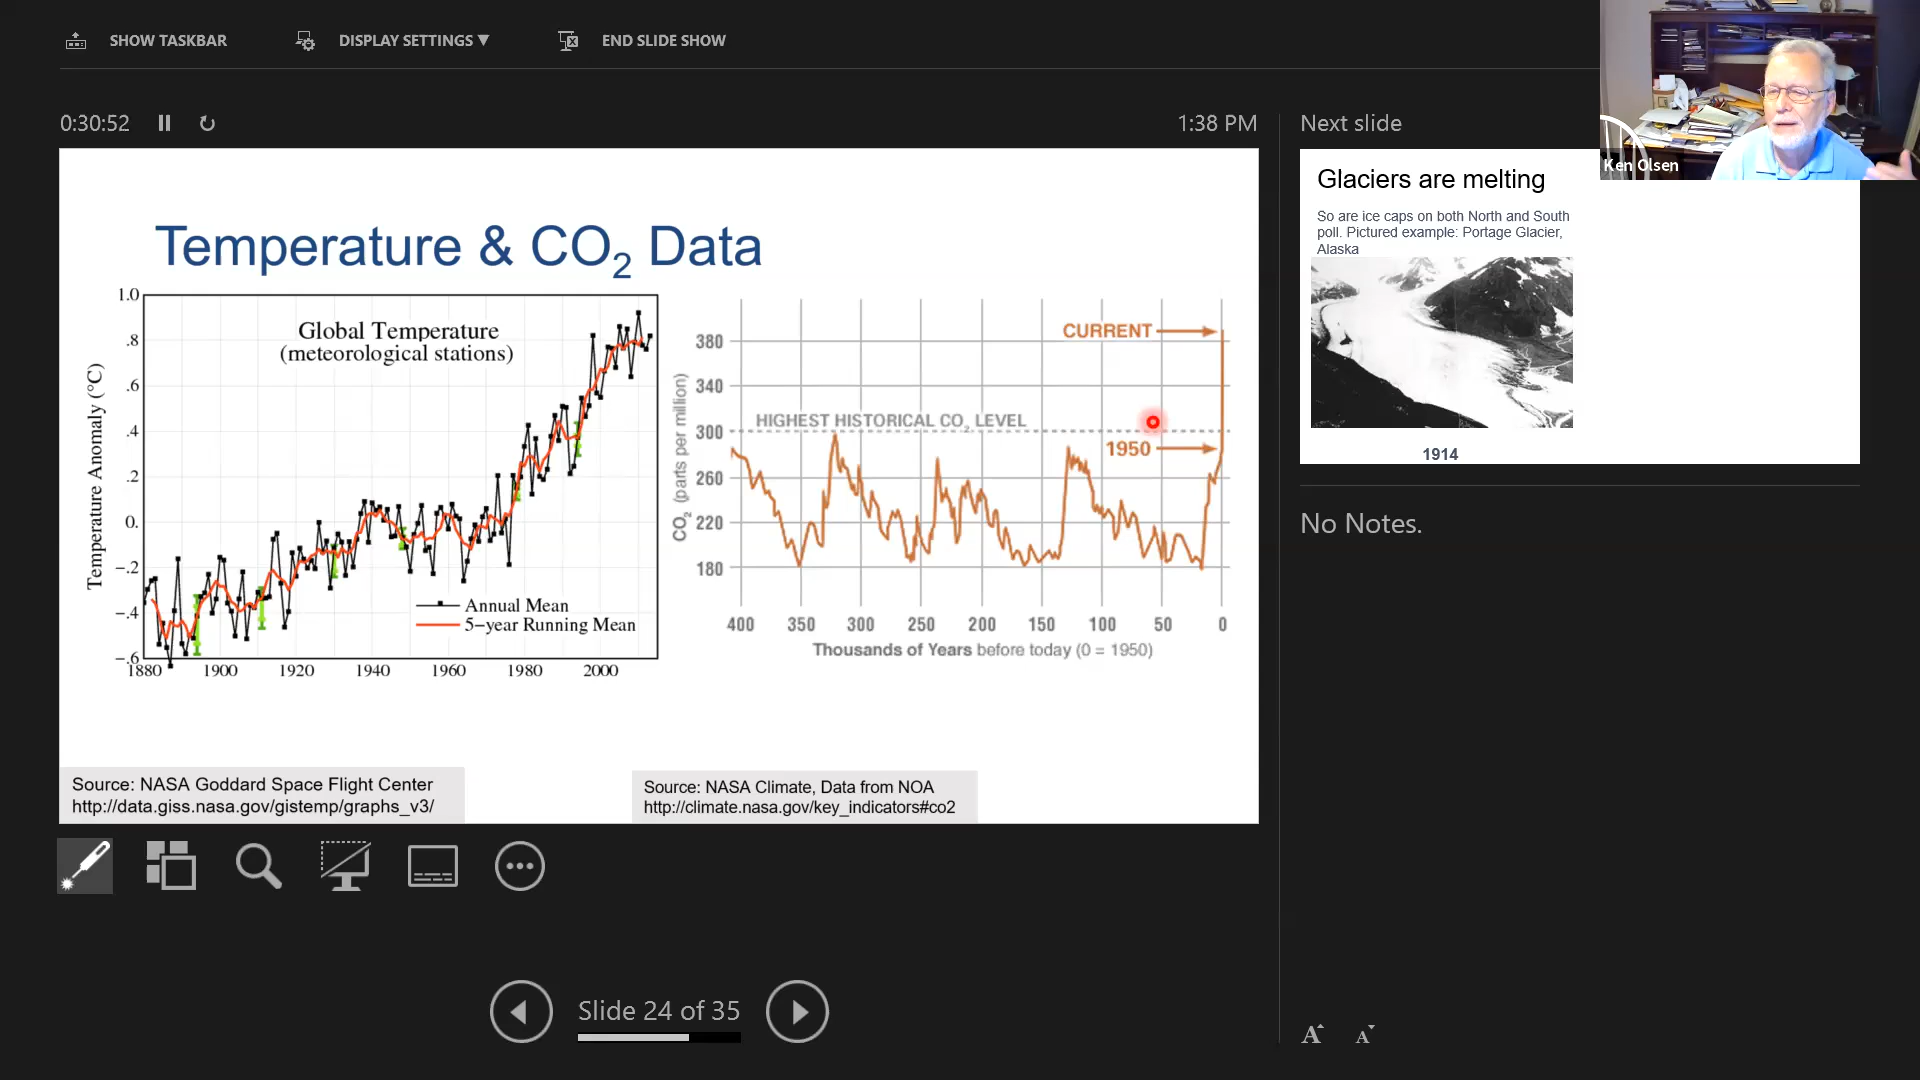 SHOW TASKBAR
DISPLAY SETTINGS ▼
END SLIDE SHOW
0:30:52
1:38 PM
Next slide
Ken Olsen
Temperature & CO2 Data
Global Temperature
(meteorological stations)
Temperature Anomaly (°C)
1.0
.8
.6
.4
.2
0.
-.2
-.4
-.6
1880 1900 1920 1940 1960 1980 2000
Annual Mean
5-year Running Mean
CO2 (parts per million)
380
340
300
260
220
180
CURRENT
HIGHEST HISTORICAL CO2 LEVEL
1950
400 350 300 250 200 150 100 50 0
Thousands of Years before today (0 = 1950)
Source: NASA Goddard Space Flight Center
http://data.giss.nasa.gov/gistemp/graphs_v3/
Source: NASA Climate, Data from NOA
http://climate.nasa.gov/key_indicators#co2
Glaciers are melting
So are ice caps on both North and South
poll. Pictured example: Portage Glacier,
Alaska
1914
No Notes.
Slide 24 of 35
A A